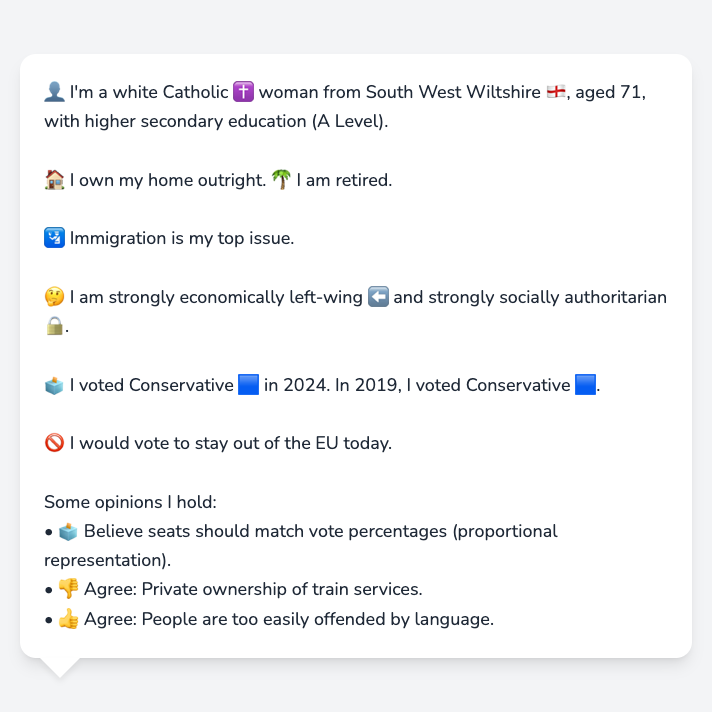 👤 I'm a white Catholic ✝️ woman from South West Wiltshire 🏴󠁧󠁢󠁥󠁮󠁧󠁿, aged 71,
with higher secondary education (A Level).
🏠 I own my home outright. 🌴 I am retired.
🛂 Immigration is my top issue.
🤔 I am strongly economically left-wing ⬅️ and strongly socially authoritarian
🔒.
🗳️ I voted Conservative 🟦 in 2024. In 2019, I voted Conservative 🟦.
🚫 I would vote to stay out of the EU today.
Some opinions I hold:
• 🗳️ Believe seats should match vote percentages (proportional
representation).
• 👎 Agree: Private ownership of train services.
• 👍 Agree: People are too easily offended by language.